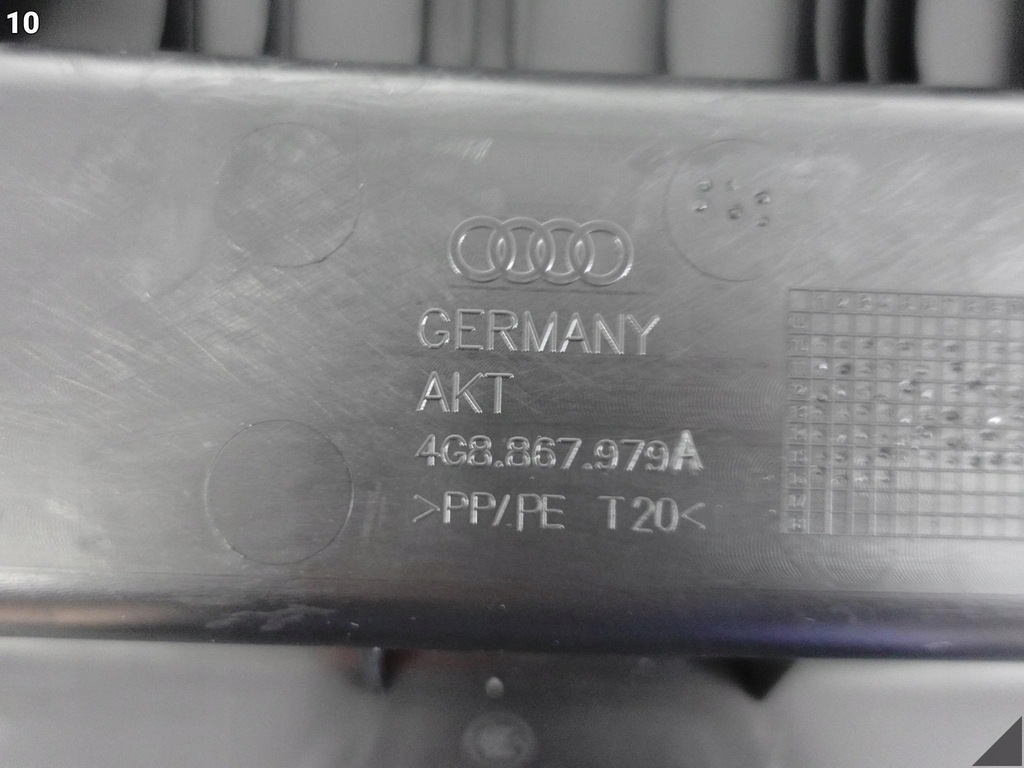 10
GERMANY
AKT
4G8.867.979A
>PP/PE T20<